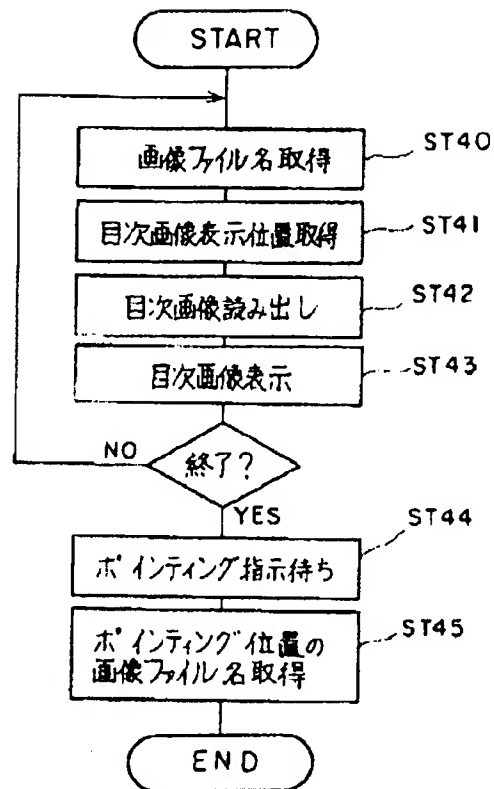 START
画像ファイル名取得
ST40
目次画像表示位置取得
ST41
目次画像読み出し
ST42
目次画像表示
ST43
終了?
NO
YES
ポインティング指示待ち
ST44
ポインティング位置の
画像ファイル名取得
ST45
END